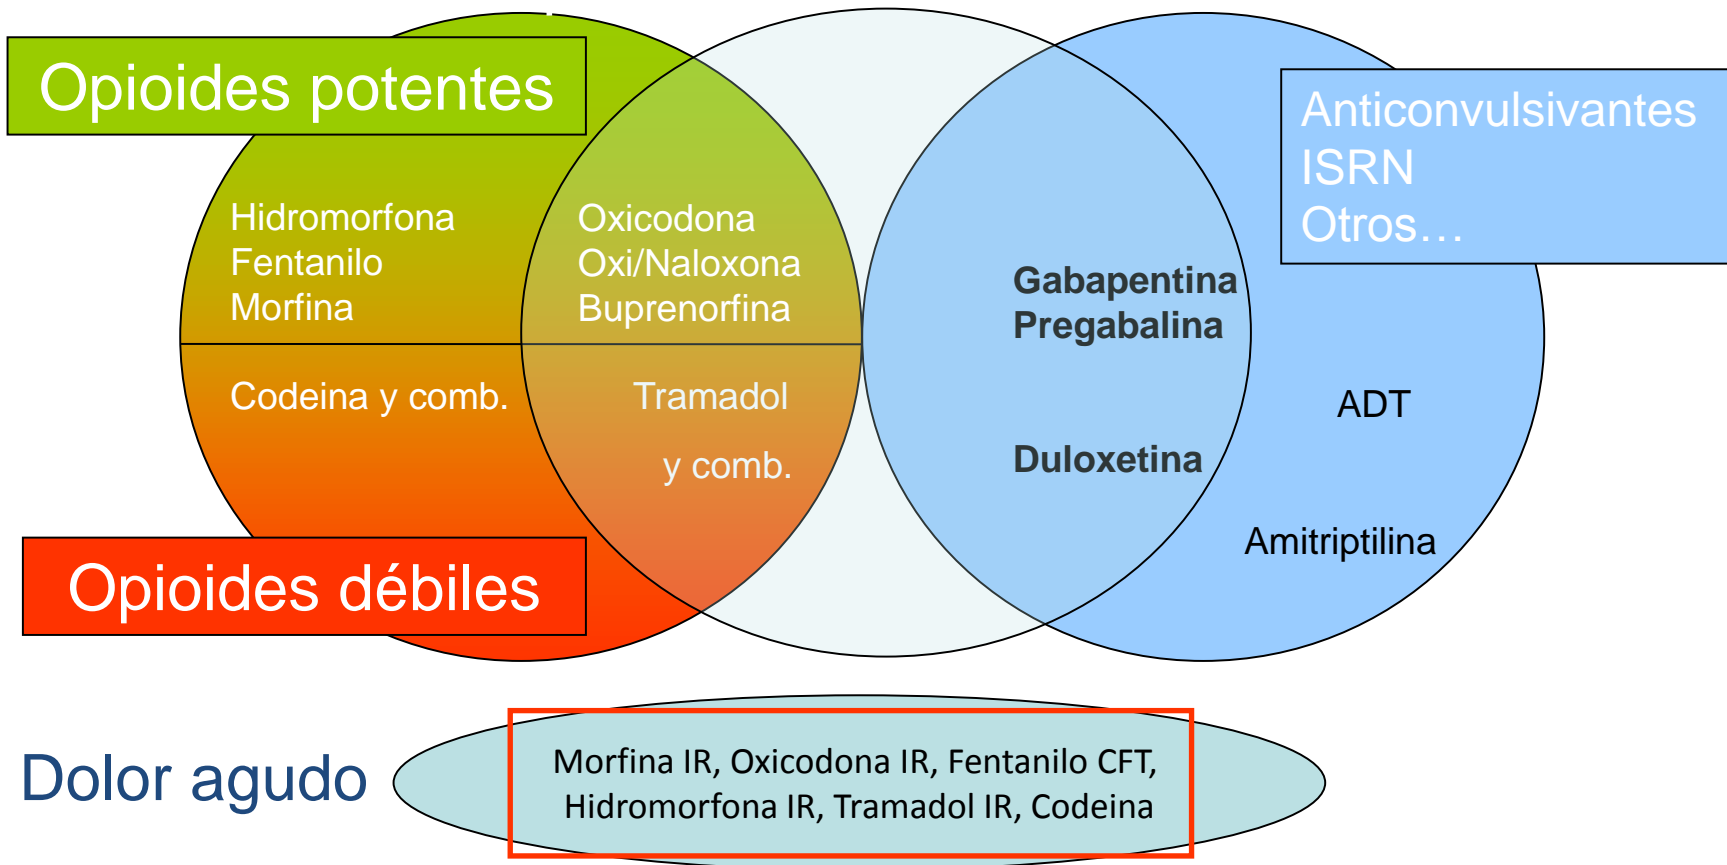 Opioides potentes
Anticonvulsivantes
ISRN
Otros…
Hidromorfona
Fentanilo
Morfina
Oxicodona
Oxi/Naloxona
Buprenorfina
Gabapentina
Pregabalina
Codeina y comb.
Tramadol
y comb.
Duloxetina
ADT
Amitriptilina
Opioides débiles
Dolor agudo
Morfina IR, Oxicodona IR, Fentanilo CFT,
Hidromorfona IR, Tramadol IR, Codeina